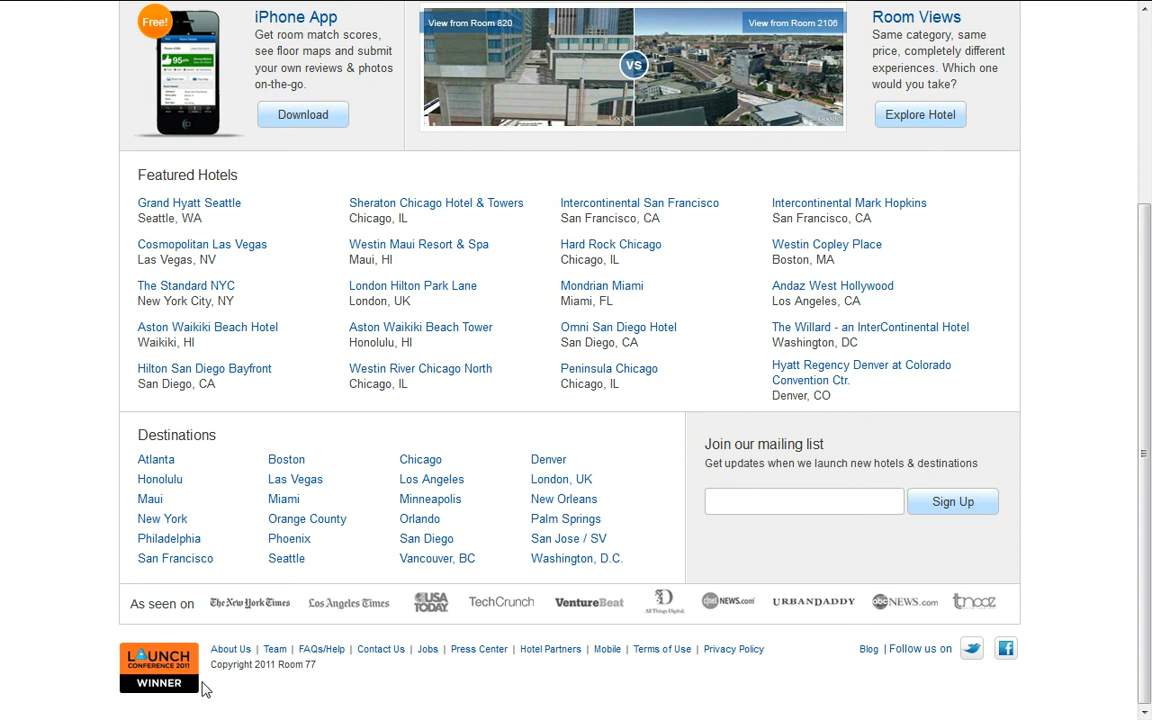 Free!
95%
iPhone App
Get room match scores,
see floor maps and submit
your own reviews & photos
on-the-go.
Download
View from Room 820
VS
View from Room 2106
Google
Google
Room Views
Same category, same
price, completely different
experiences. Which one
would you take?
Explore Hotel
Featured Hotels
Grand Hyatt Seattle
Seattle, WA
Sheraton Chicago Hotel & Towers
Chicago, IL
Intercontinental San Francisco
San Francisco, CA
Intercontinental Mark Hopkins
San Francisco, CA
Cosmopolitan Las Vegas
Las Vegas, NV
Westin Maui Resort & Spa
Maui, HI
Hard Rock Chicago
Chicago, IL
Westin Copley Place
Boston, MA
The Standard NYC
New York City, NY
London Hilton Park Lane
London, UK
Mondrian Miami
Miami, FL
Andaz West Hollywood
Los Angeles, CA
Aston Waikiki Beach Hotel
Waikiki, HI
Aston Waikiki Beach Tower
Honolulu, HI
Omni San Diego Hotel
San Diego, CA
The Willard - an InterContinental Hotel
Washington, DC
Hilton San Diego Bayfront
San Diego, CA
Westin River Chicago North
Chicago, IL
Peninsula Chicago
Chicago, IL
Hyatt Regency Denver at Colorado
Convention Ctr.
Denver, CO
Destinations
Atlanta Boston Chicago Denver
Honolulu Las Vegas Los Angeles London, UK
Maui Miami Minneapolis New Orleans
New York Orange County Orlando Palm Springs
Philadelphia Phoenix San Diego San Jose / SV
San Francisco Seattle Vancouver, BC Washington, D.C.
Join our mailing list
Get updates when we launch new hotels & destinations
Sign Up
As seen on The New York Times Los Angeles Times USA TODAY TechCrunch VentureBeat D All Things Digital cbs NEWS.com URBANDADDY abc NEWS.com tnooz
LAUNCH
CONFERENCE 2011
WINNER
About Us | Team | FAQs/Help | Contact Us | Jobs | Press Center | Hotel Partners | Mobile | Terms of Use | Privacy Policy
Copyright 2011 Room 77
Blog | Follow us on